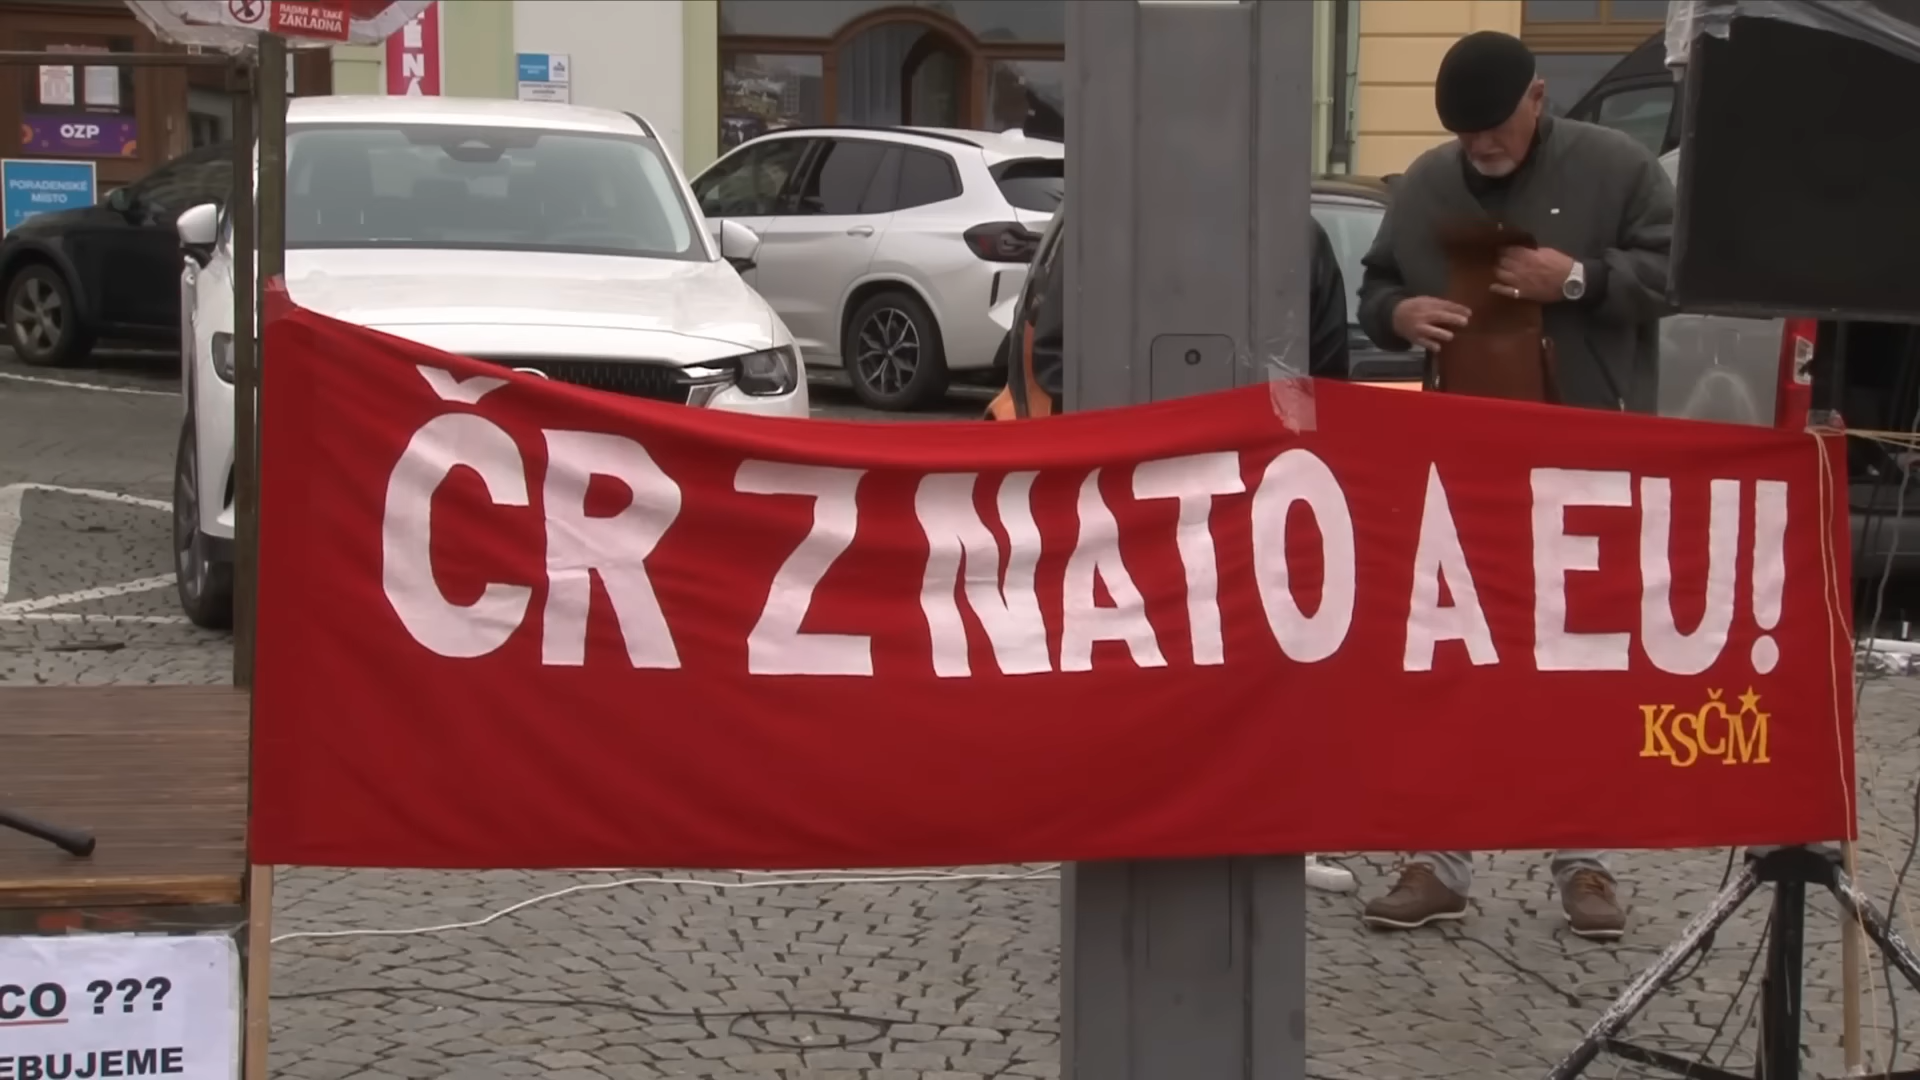 RADAR JE TAKÉ
ZÁKLADNA
OZP
PORADENSKÉ
MÍSTO
ČR Z NATO A EU!
KSČM
CO ???
EBUJEME